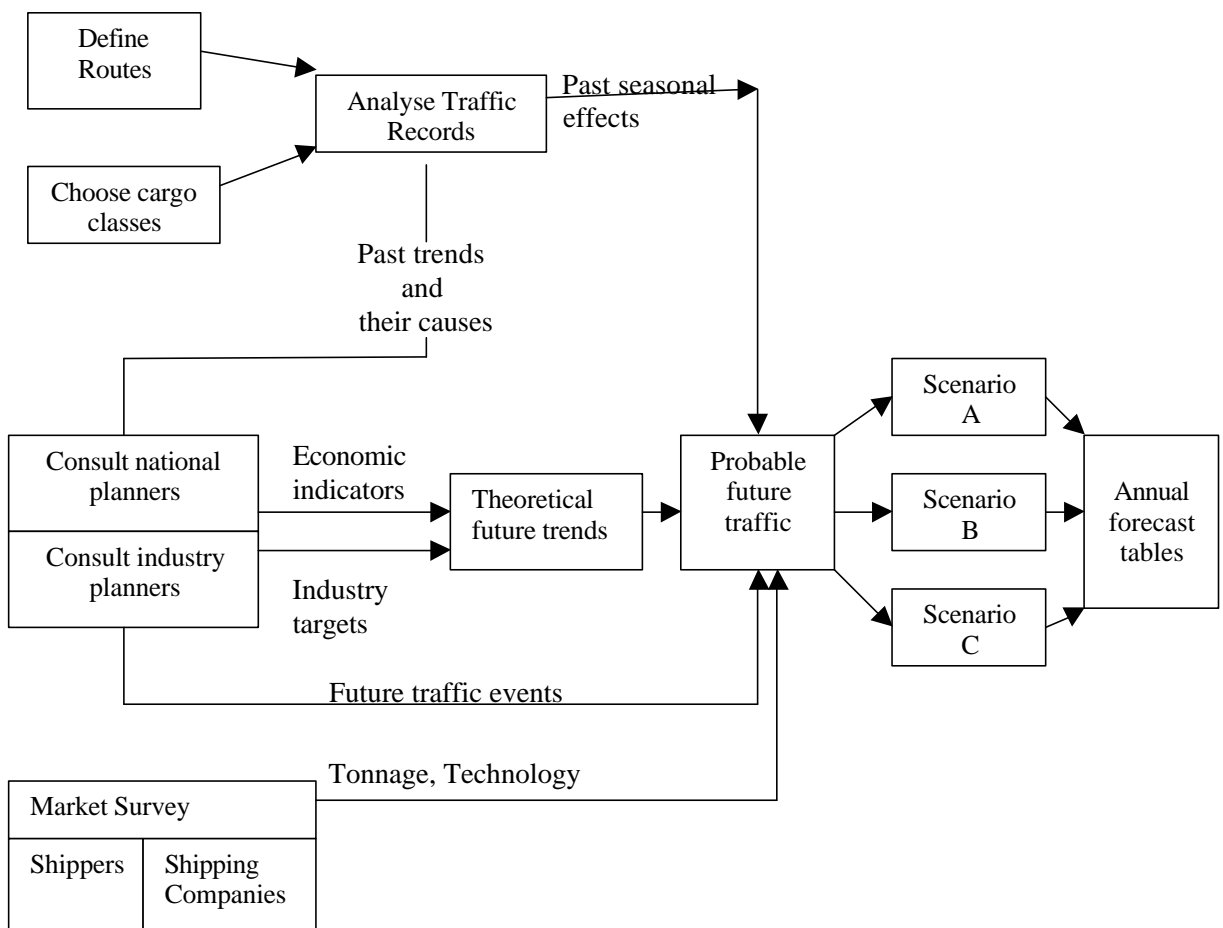 Define
Routes
Analyse Traffic
Records
Past seasonal
effects
Choose cargo
classes
Past trends
and
their causes
Consult national
planners
Economic
indicators
Consult industry
planners
Industry
targets
Theoretical
future trends
Probable
future
traffic
Scenario
A
Scenario
B
Scenario
C
Annual
forecast
tables
Future traffic events
Tonnage, Technology
Market Survey
Shippers
Shipping
Companies